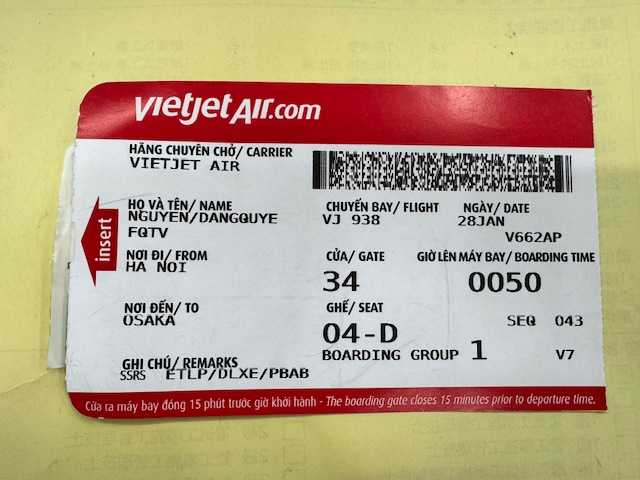 vietjetAir.com
HÃNG CHUYÊN CHỞ/ CARRIER
VIETJET AIR
HỌ VÀ TÊN/ NAME
NGUYEN/DANGQUYE
FQTV
CHUYẾN BAY/ FLIGHT
VJ 938
NGÀY/ DATE
28JAN
V662AP
insert
NƠI ĐI/ FROM
HA NOI
CỬA/ GATE
34
GIỜ LÊN MÁY BAY/ BOARDING TIME
0050
NƠI ĐẾN/ TO
OSAKA
GHẾ/ SEAT
04-D
SEQ 043
BOARDING GROUP 1
V7
GHI CHÚ/ REMARKS
SSRS ETLP/DLXE/PBAB
Cửa ra máy bay đóng 15 phút trước giờ khởi hành - The boarding gate closes 15 minutes prior to departure time.